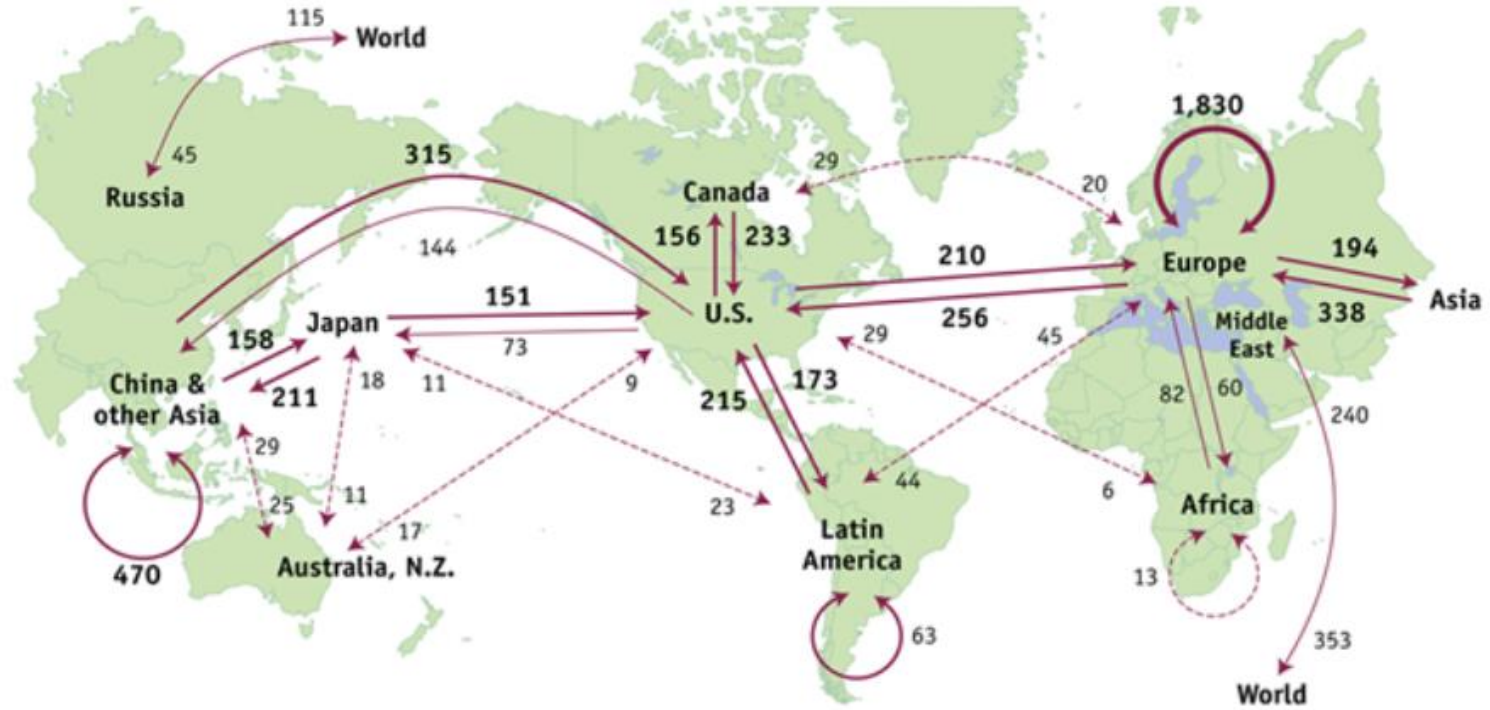 115
World
1,830
315
45
29
Canada
20
Russia
156
233
144
210
Europe
194
151
U.S.
256
Asia
338
Japan
158
73
29
45
Middle
East
China &
other Asia
211
18
11
9
215
173
82
60
240
29
44
23
6
25
11
17
Africa
Latin
America
Australia, N.Z.
470
13
63
353
World